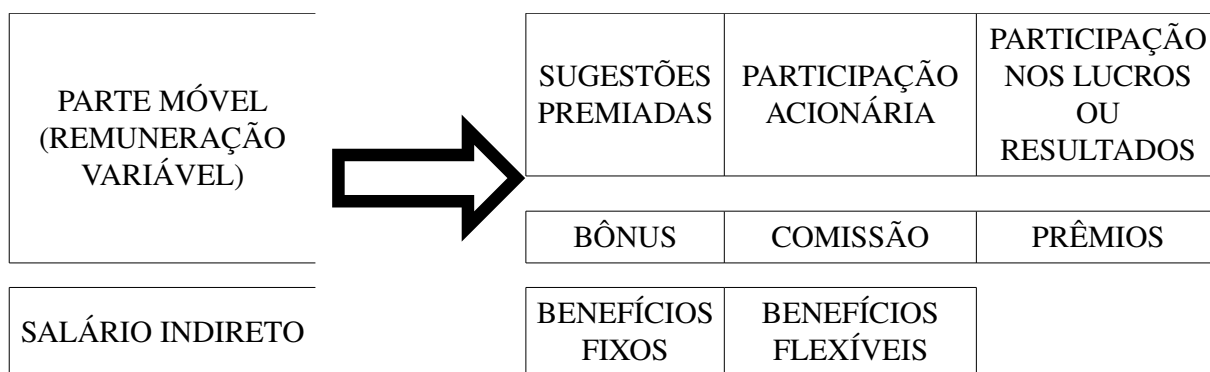 PARTE MÓVEL
(REMUNERAÇÃO
VARIÁVEL)
SUGESTÕES
PREMIADAS
PARTICIPAÇÃO
ACIONÁRIA
PARTICIPAÇÃO
NOS LUCROS
OU
RESULTADOS
BÔNUS
COMISSÃO
PRÊMIOS
SALÁRIO INDIRETO
BENEFÍCIOS
FIXOS
BENEFÍCIOS
FLEXÍVEIS